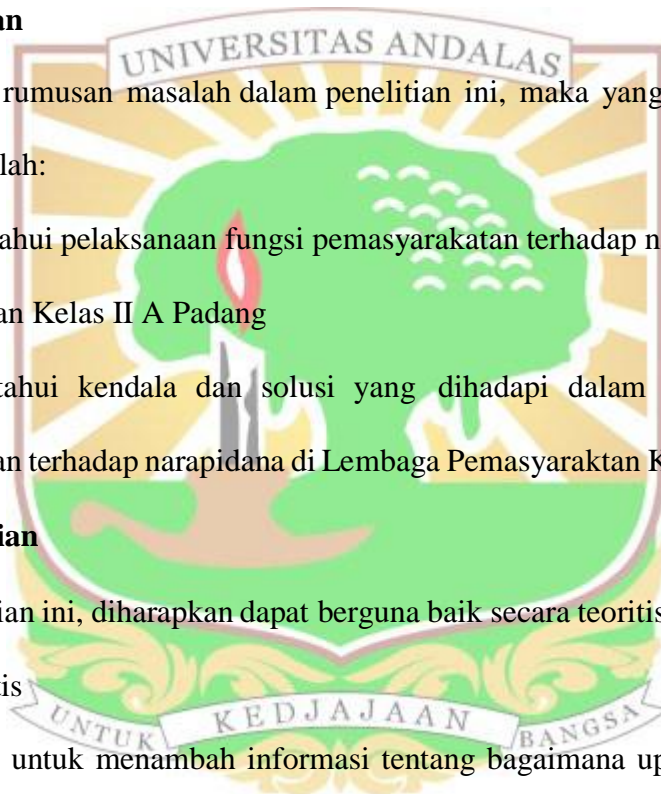 an
UNIVERSITAS ANDALAS
rumusan masalah dalam penelitian ini, maka yang
lah:
ahui pelaksanaan fungsi pemasyarakatan terhadap n
an Kelas II A Padang
tahui kendala dan solusi yang dihadapi dalam
an terhadap narapidana di Lembaga Pemasyaraktan K
ian
ian ini, diharapkan dapat berguna baik secara teoritis
tis
UNTUK KEDJAJAAN BANGSA
untuk menambah informasi tentang bagaimana up